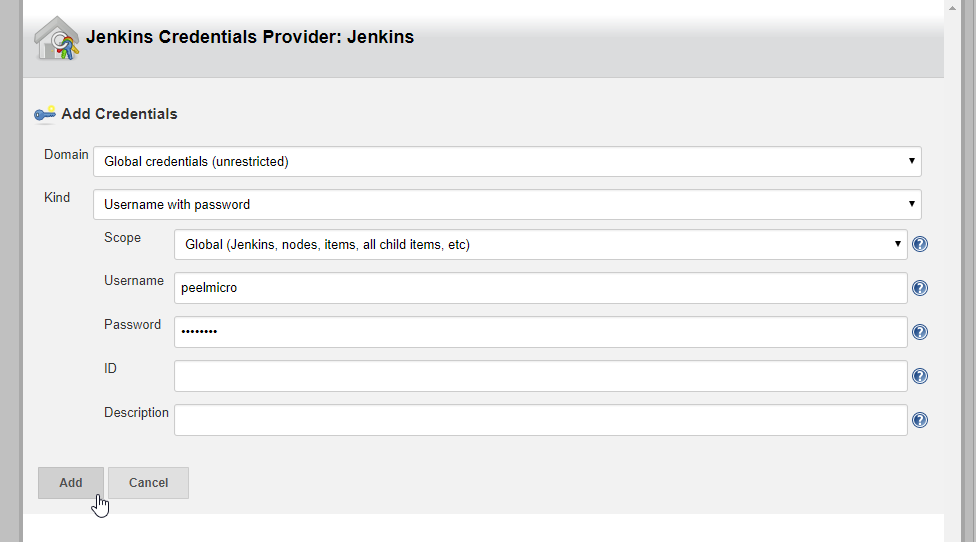 Jenkins Credentials Provider: Jenkins
Add Credentials
Domain Global credentials (unrestricted)
Kind Username with password
Scope Global (Jenkins, nodes, items, all child items, etc)
Username peelmicro
Password ••••••••
ID
Description
Add Cancel